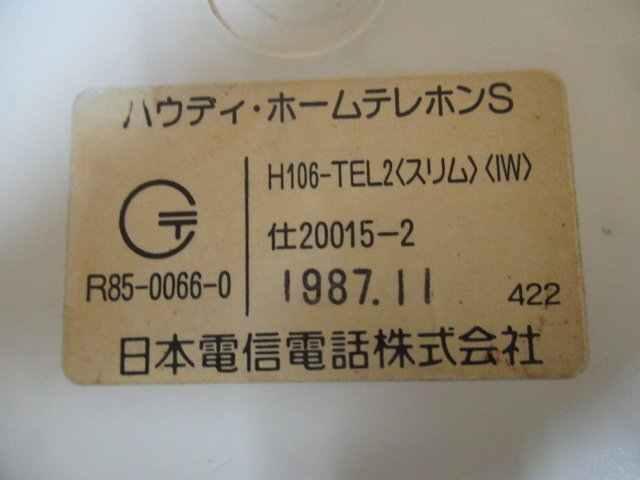 ハウディ・ホームテレホンS
H106-TEL2〈スリム〉〈IW〉
仕20015-2
R85-0066-0
1987.11
422
日本電信電話株式会社